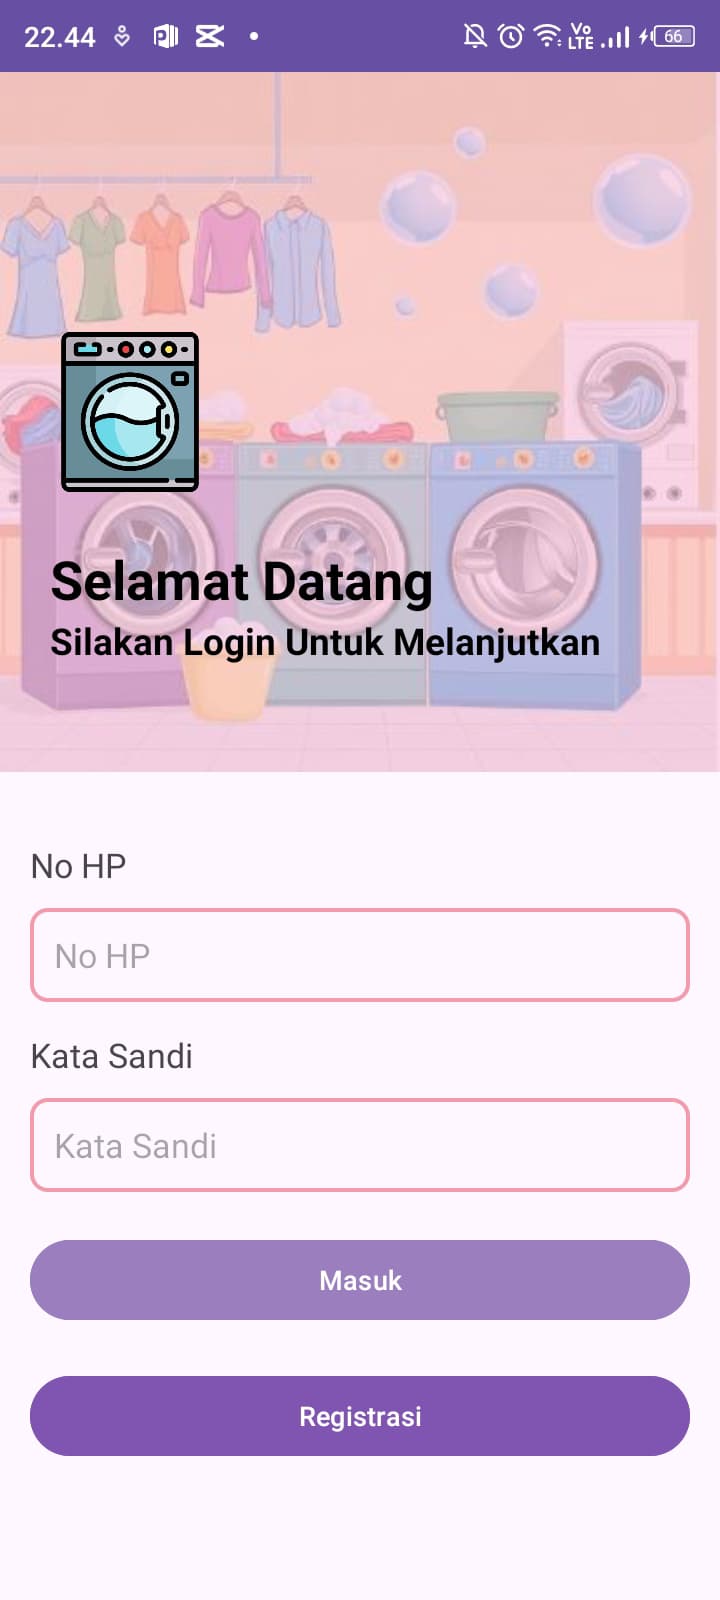 22.44
Vo
LTE
66
Selamat Datang
Silakan Login Untuk Melanjutkan
No HP
No HP
Kata Sandi
Kata Sandi
Masuk
Registrasi